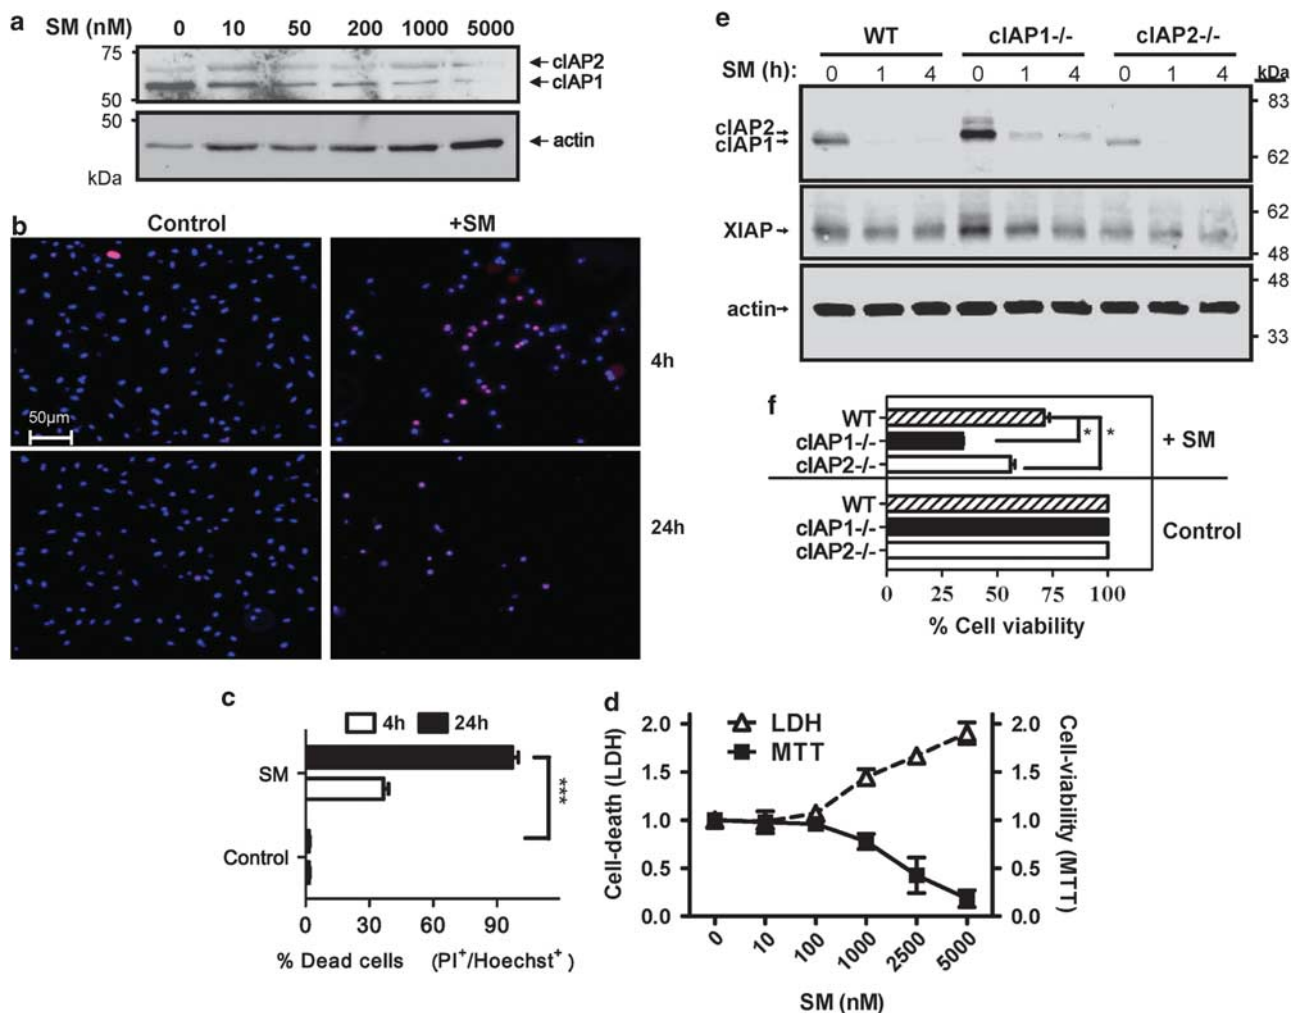 a
SM (nM) 0 10 50 200 1000 5000
75
cIAP2
cIAP1
50
50
actin
kDa
b
Control +SM
4h
50µm
24h
c
4h 24h
SM
***
Control
0 30 60 90
% Dead cells (PI+/Hoechst+)
d
LDH
MTT
Cell-death (LDH)
2.0
1.5
1.0
0.5
0.0
2.0
1.5
1.0
0.5
0.0
Cell-viability (MTT)
0 10 100 1000 2500 5000
SM (nM)
e
WT cIAP1-/- cIAP2-/-
SM (h): 0 1 4 0 1 4 0 1 4 kDa
83
cIAP2
cIAP1
62
62
XIAP
48
48
actin
33
f
WT
cIAP1-/-
cIAP2-/-
* *
+ SM
WT
cIAP1-/-
cIAP2-/-
Control
0 25 50 75 100
% Cell viability